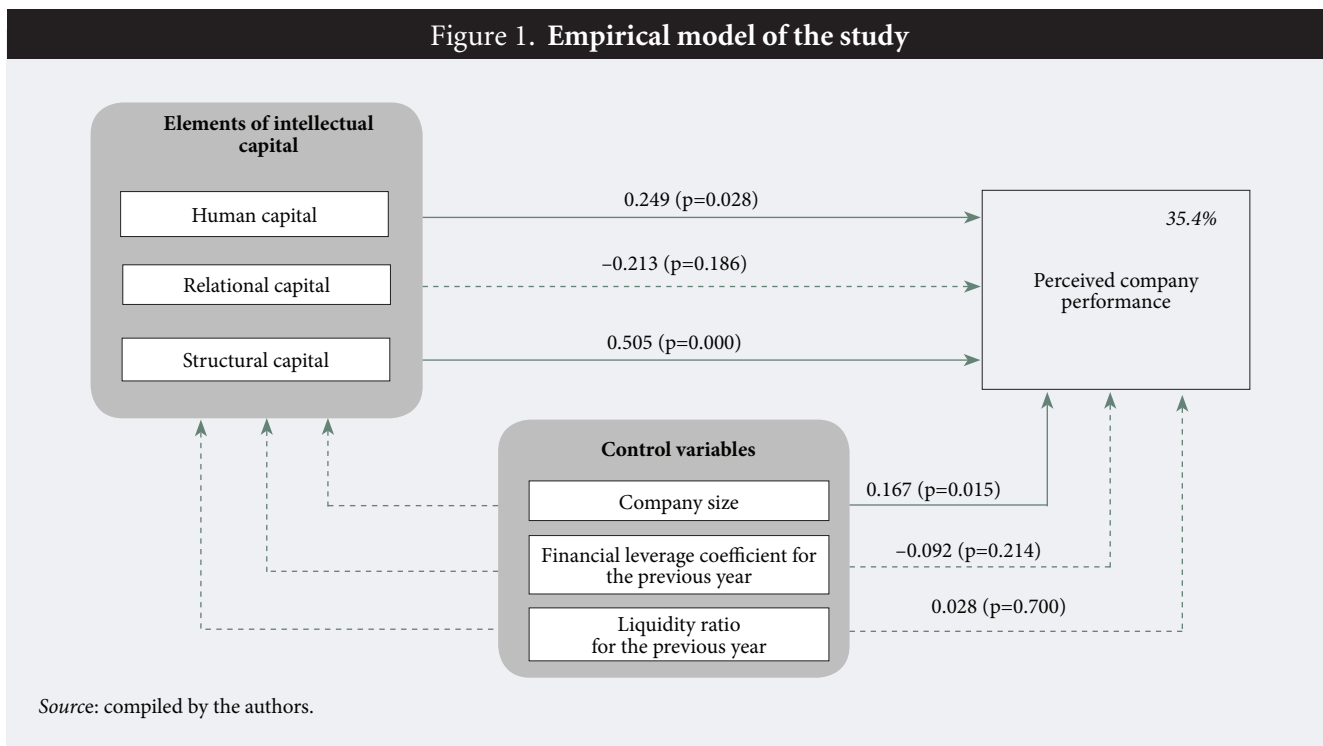 Figure 1. Empirical model of the study
Elements of intellectual
capital
Human capital
Relational capital
Structural capital
0.249 (p=0.028)
–0.213 (p=0.186)
0.505 (p=0.000)
35.4%
Perceived company
performance
Control variables
Company size
Financial leverage coefficient for
the previous year
Liquidity ratio
for the previous year
0.167 (p=0.015)
–0.092 (p=0.214)
0.028 (p=0.700)
Source: compiled by the authors.